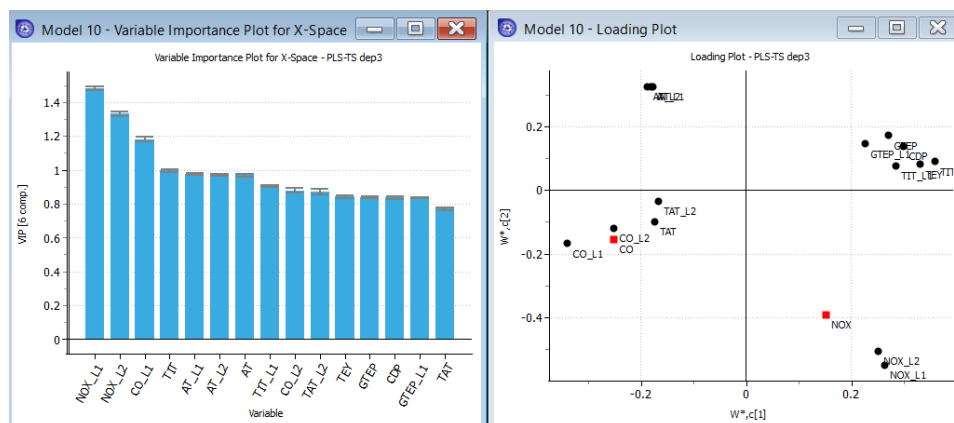 Model 10 - Variable Importance Plot for X-Space
Variable Importance Plot for X-Space - PLS-TS dep3
VIP [6 comp.]
1.4
1.2
1
0.8
0.6
0.4
0.2
0
NOX_L1
NOX_L2
CO_L1
TIT
AT_L1
AT_L2
AT
TIT_L1
CO_L2
TAT_L2
TEY
GTEP
CDP
GTEP_L1
TAT
Variable
Model 10 - Loading Plot
Loading Plot - PLS-TS dep3
W*,c[2]
0.2
0
-0.2
-0.4
GTEP
GTEP_L1
CDP
TIT
TEY
TIT_L1
TAT_L2
TAT
CO_L2
CO
CO_L1
NOX
NOX_L2
NOX_L1
-0.2
0
0.2
W*,c[1]